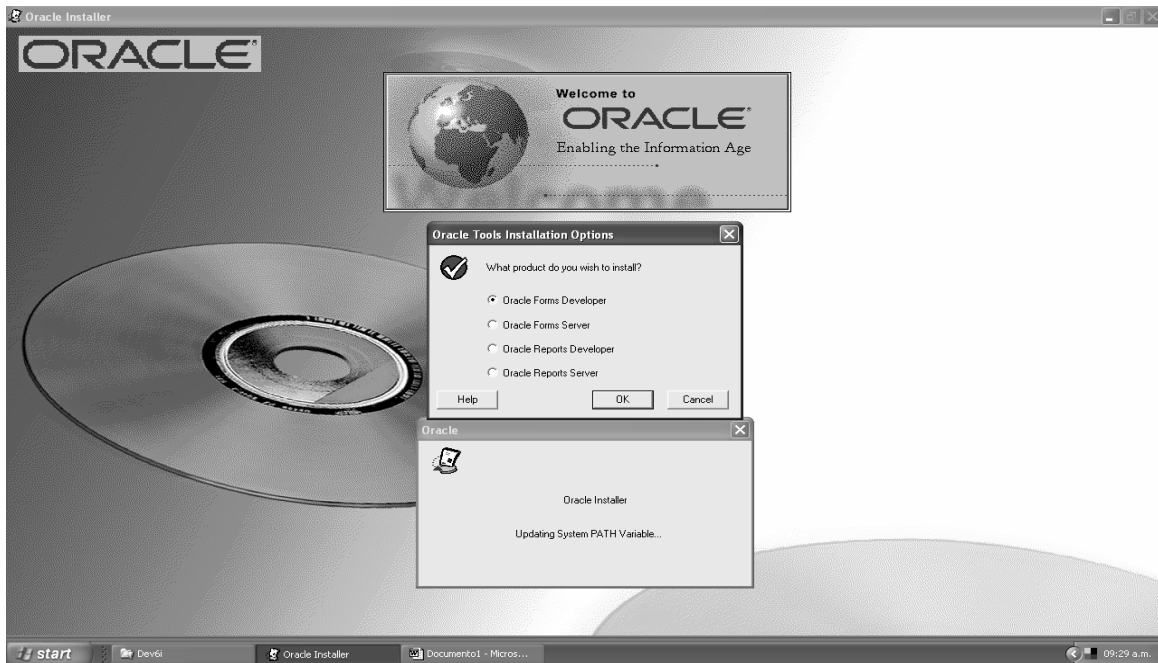 Oracle Installer
ORACLE®
Welcome to
ORACLE®
Enabling the Information Age
Welcome
Oracle Tools Installation Options
What product do you wish to install?
Oracle Forms Developer
Oracle Forms Server
Oracle Reports Developer
Oracle Reports Server
Help
OK
Cancel
Oracle
Oracle Installer
Updating System PATH Variable...
start
Dev6i
Oracle Installer
Documento1 - Micros...
09:29 a.m.